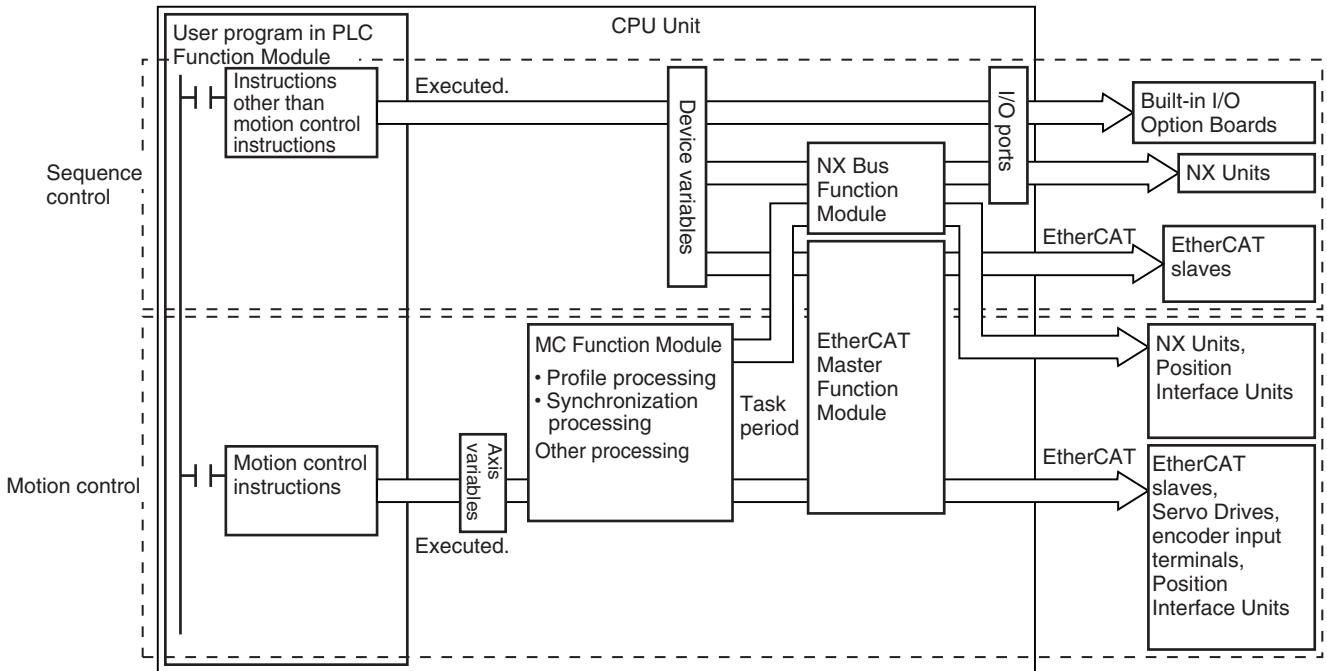 CPU Unit
User program in PLC
Function Module
Instructions
other than
motion control
instructions
Executed.
Device variables
I/O ports
Built-in I/O
Option Boards
Sequence
control
NX Bus
Function
Module
NX Units
EtherCAT
EtherCAT
slaves
MC Function Module
• Profile processing
• Synchronization
processing
Other processing
Task
period
EtherCAT
Master
Function
Module
NX Units,
Position
Interface Units
Motion control
Motion control
instructions
Axis
variables
Executed.
EtherCAT
EtherCAT
slaves,
Servo Drives,
encoder input
terminals,
Position
Interface Units